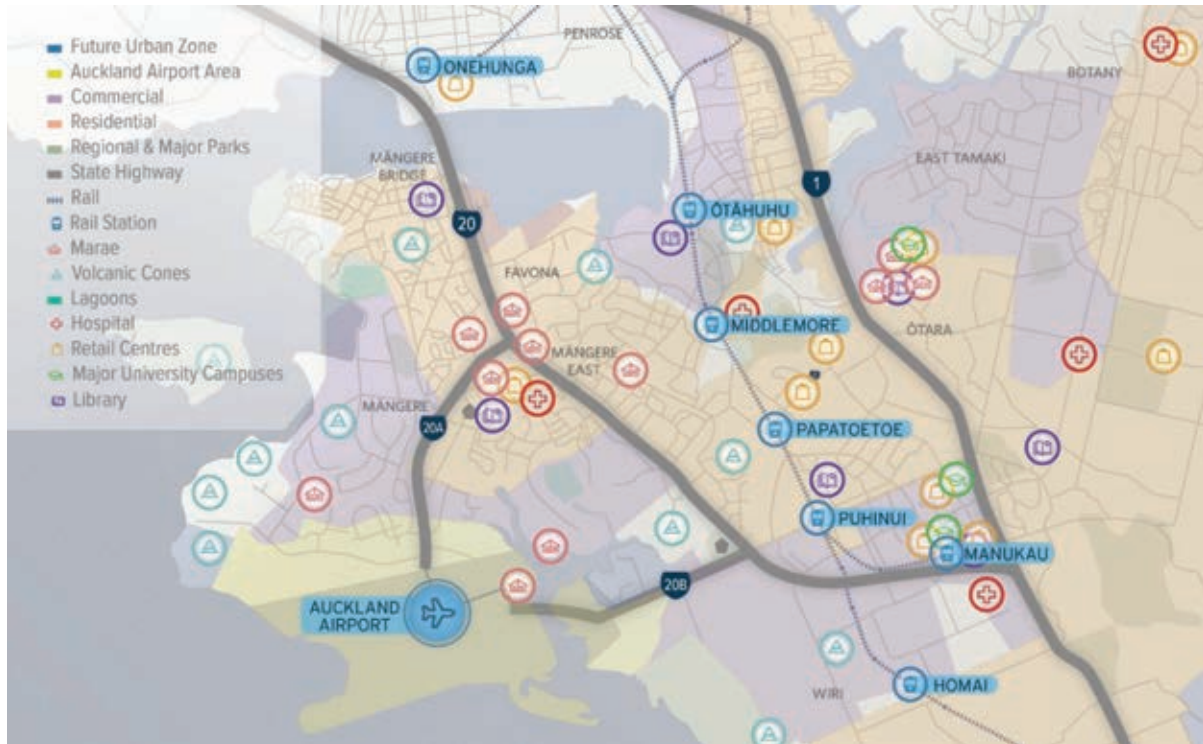 Future Urban Zone
Auckland Airport Area
Commercial
Residential
Regional & Major Parks
State Highway
Rail
Rail Station
Marae
Volcanic Cones
Lagoons
Hospital
Retail Centres
Major University Campuses
Library
PENROSE
ONEHUNGA
BOTANY
MĀNGERE
BRIDGE
EAST TAMAKI
1
20
ŌTĀHUHU
FAVONA
MIDDLEMORE
ŌTARA
MĀNGERE
EAST
MĀNGERE
20A
PAPATOETOE
PUHINUI
MANUKAU
20B
AUCKLAND
AIRPORT
WIRI
HOMAI